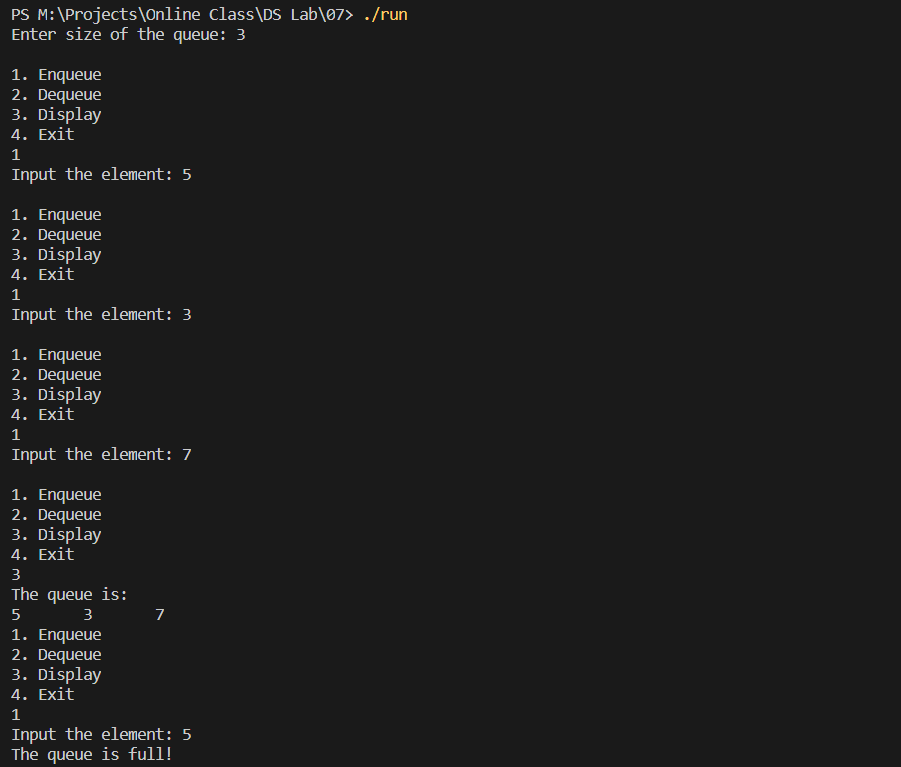 PS M:\Projects\Online Class\DS Lab\07> ./run
Enter size of the queue: 3
1. Enqueue
2. Dequeue
3. Display
4. Exit
1
Input the element: 5
1. Enqueue
2. Dequeue
3. Display
4. Exit
1
Input the element: 3
1. Enqueue
2. Dequeue
3. Display
4. Exit
1
Input the element: 7
1. Enqueue
2. Dequeue
3. Display
4. Exit
3
The queue is:
5       3       7
1. Enqueue
2. Dequeue
3. Display
4. Exit
1
Input the element: 5
The queue is full!